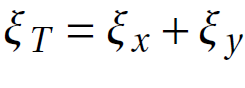 ξ_T = ξ_x + ξ_y